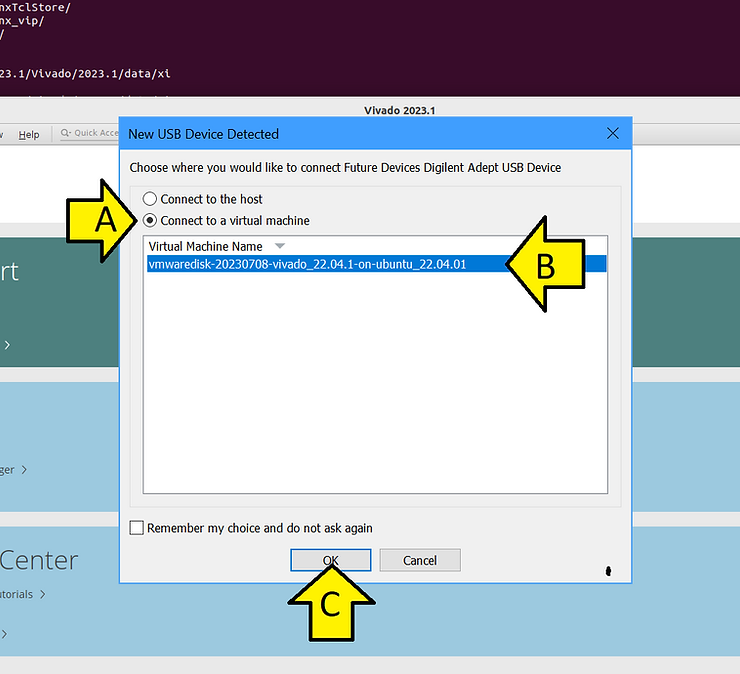 nxTclStore/
nx_vip/
/
23.1/Vivado/2023.1/data/xi
Vivado 2023.1
Help
Quick Acce
New USB Device Detected
Choose where you would like to connect Future Devices Digilent Adept USB Device
Connect to the host
A
Connect to a virtual machine
Virtual Machine Name
vmwaredisk-20230708-vivado_22.04.1-on-ubuntu_22.04.01
B
rt
ger >
Remember my choice and do not ask again
Center
OK
Cancel
utorials >
C